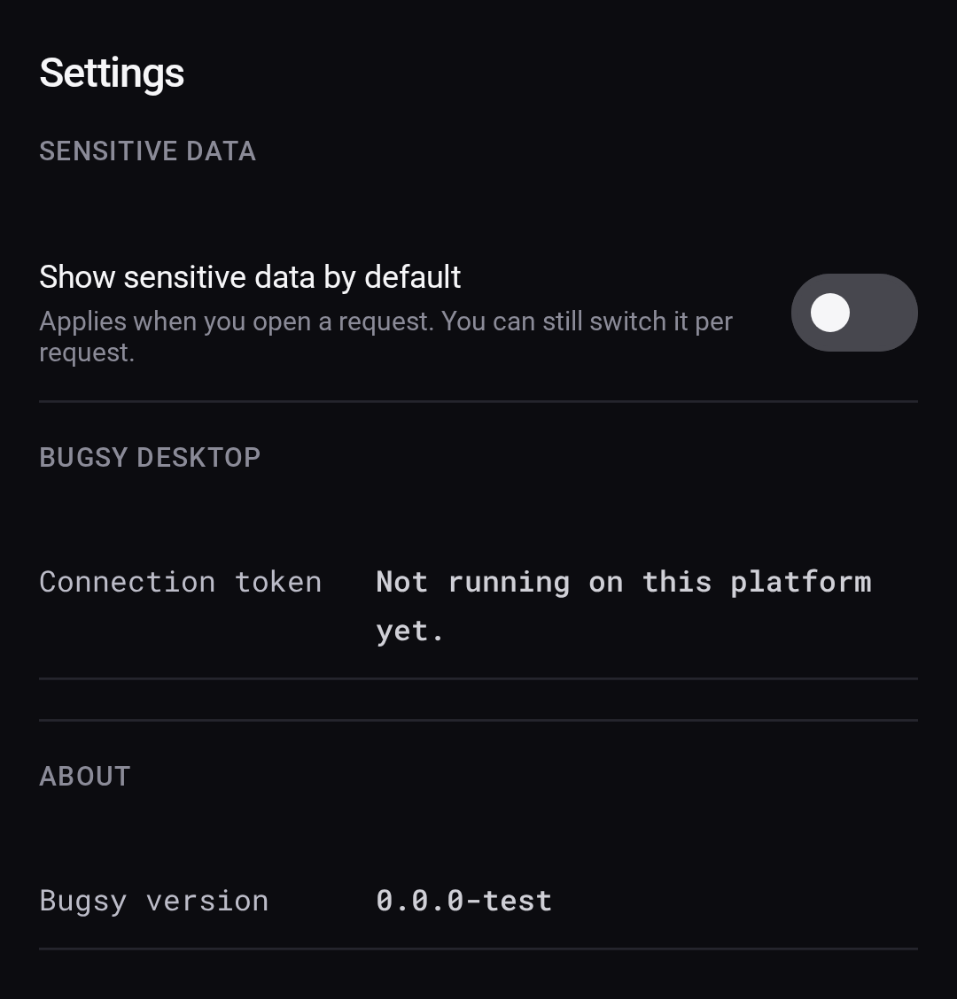 Settings
SENSITIVE DATA
Show sensitive data by default
Applies when you open a request. You can still switch it per
request.
BUGSY DESKTOP
Connection token Not running on this platform
yet.
ABOUT
Bugsy version 0.0.0-test